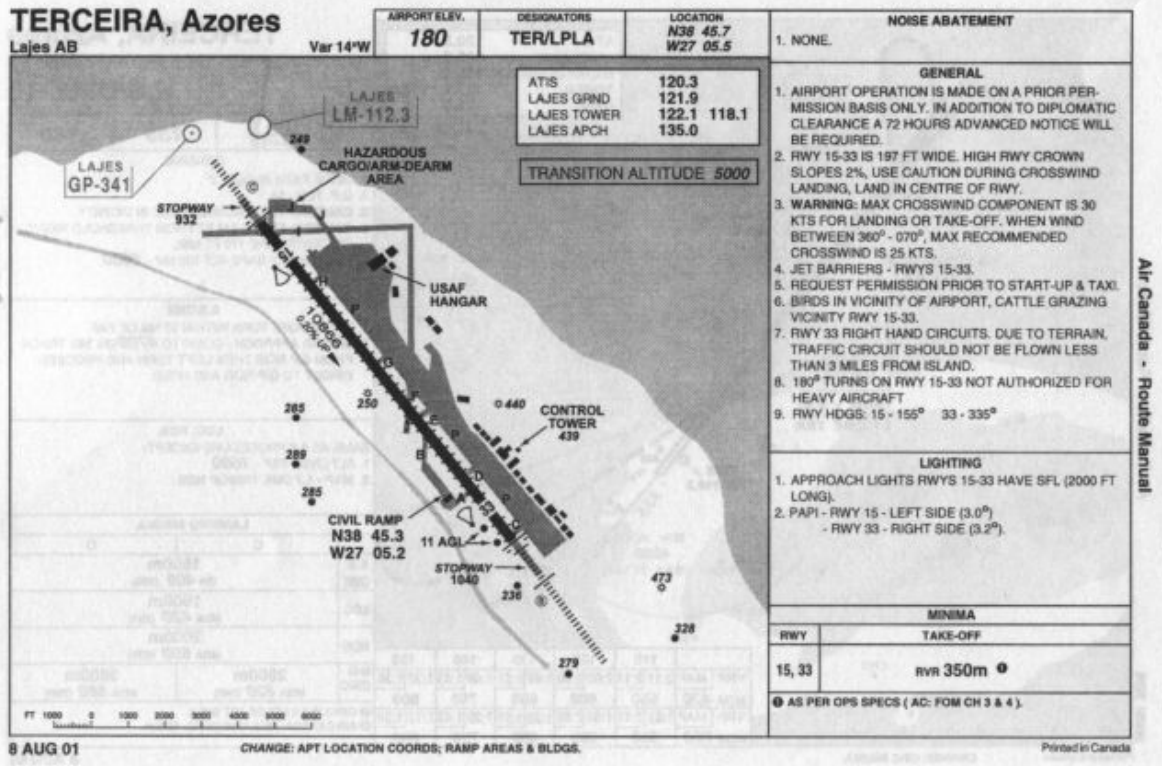 TERCEIRA, Azores
Lajes AB
Var 14°W
AIRPORT ELEV.
180
DESIGNATORS
TER/LPLA
LOCATION
N38 45.7
W27 05.5
ATIS 120.3
LAJES GRND 121.9
LAJES TOWER 122.1 118.1
LAJES APCH 135.0
TRANSITION ALTITUDE 5000
LAJES
LM-112.3
LAJES
GP-341
249
HAZARDOUS
CARGO/ARM-DEARM
AREA
©
STOPWAY
932
I
I
H
USAF
HANGAR
P
10866
0.20% UP
G
250
F
440
CONTROL
TOWER
439
285
E
P
B
289
D
285
A
P
CIVIL RAMP
N38 45.3
W27 05.2
33
C
11 AGL
STOPWAY
1040
236
473
328
279
FT 1000 0 1000 2000 3000 4000 5000 6000
NOISE ABATEMENT
1. NONE.
GENERAL
1. AIRPORT OPERATION IS MADE ON A PRIOR PER-
MISSION BASIS ONLY. IN ADDITION TO DIPLOMATIC
CLEARANCE A 72 HOURS ADVANCED NOTICE WILL
BE REQUIRED.
2. RWY 15-33 IS 197 FT WIDE. HIGH RWY CROWN
SLOPES 2%, USE CAUTION DURING CROSSWIND
LANDING, LAND IN CENTRE OF RWY.
3. WARNING: MAX CROSSWIND COMPONENT IS 30
KTS FOR LANDING OR TAKE-OFF. WHEN WIND
BETWEEN 360° - 070°, MAX RECOMMENDED
CROSSWIND IS 25 KTS.
4. JET BARRIERS - RWYS 15-33.
5. REQUEST PERMISSION PRIOR TO START-UP & TAXI.
6. BIRDS IN VICINITY OF AIRPORT, CATTLE GRAZING
VICINITY RWY 15-33.
7. RWY 33 RIGHT HAND CIRCUITS. DUE TO TERRAIN,
TRAFFIC CIRCUIT SHOULD NOT BE FLOWN LESS
THAN 3 MILES FROM ISLAND.
8. 180° TURNS ON RWY 15-33 NOT AUTHORIZED FOR
HEAVY AIRCRAFT
9. RWY HDGS: 15 - 155° 33 - 335°
LIGHTING
1. APPROACH LIGHTS RWYS 15-33 HAVE SFL (2000 FT
LONG).
2. PAPI - RWY 15 - LEFT SIDE (3.0°)
- RWY 33 - RIGHT SIDE (3.2°).
MINIMA
RWY TAKE-OFF
15, 33 RVR 350m ❶
❶ AS PER OPS SPECS ( AC: FOM CH 3 & 4 ).
Air Canada - Route Manual
8 AUG 01
CHANGE: APT LOCATION COORDS; RAMP AREAS & BLDGS.
Printed in Canada